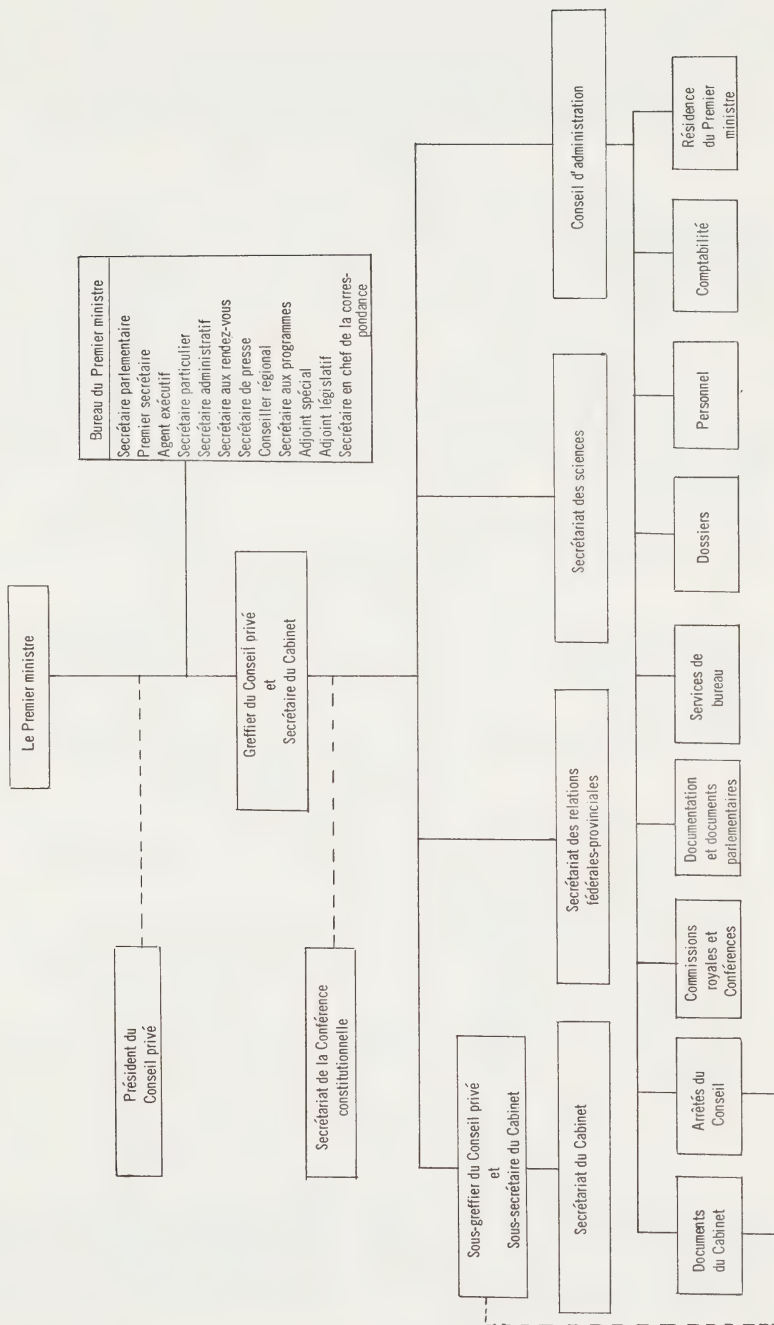 Le Premier ministre
Bureau du Premier ministre
Secrétaire parlementaire
Premier secrétaire
Agent exécutif
Secrétaire particulier
Secrétaire administratif
Secrétaire aux rendez-vous
Secrétaire de presse
Conseiller régional
Secrétaire aux programmes
Adjoint spécial
Adjoint législatif
Secrétaire en chef de la corres-
pondance
Président du
Conseil privé
Greffier du Conseil privé
et
Secrétaire du Cabinet
Secrétariat de la Conférence
constitutionnelle
Sous-greffier du Conseil privé
et
Sous-secrétaire du Cabinet
Secrétariat du Cabinet
Secrétariat des relations
fédérales-provinciales
Secrétariat des sciences
Conseil d'administration
Documents
du Cabinet
Arrêtés du
Conseil
Commissions
royales et
Conférences
Documentation
et documents
parlementaires
Services de
bureau
Dossiers
Personnel
Comptabilité
Résidence
du Premier
ministre